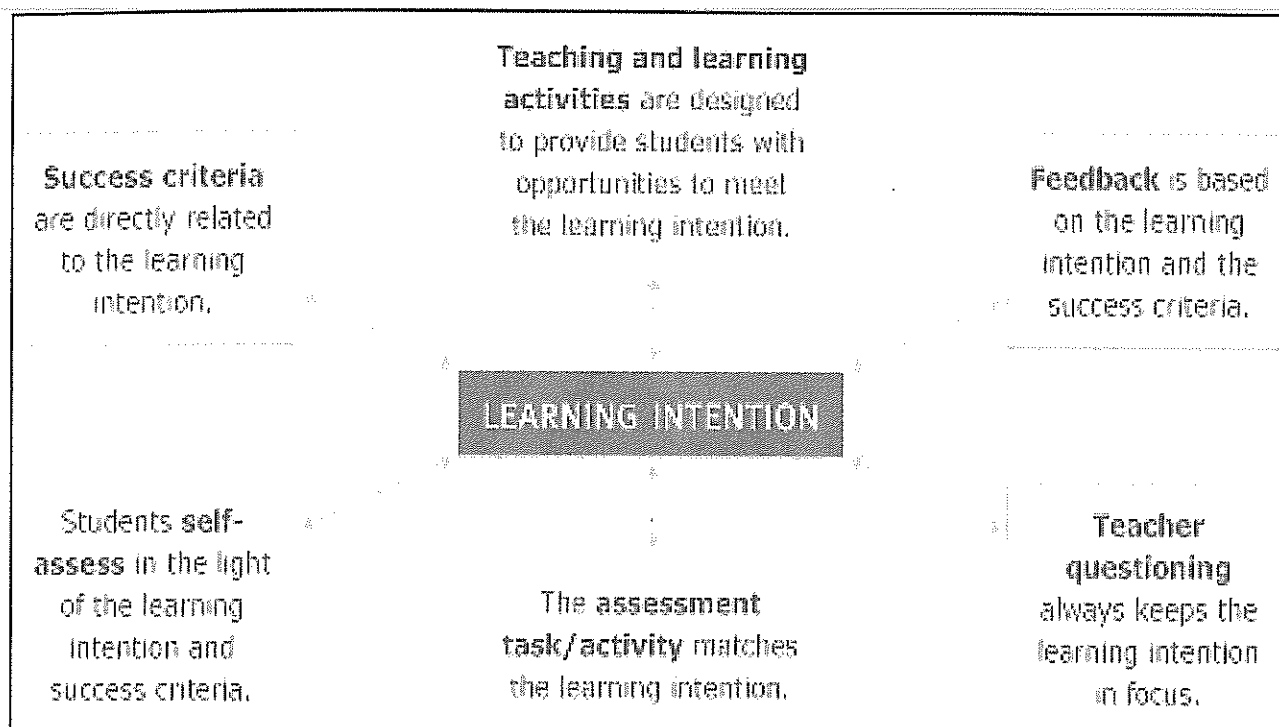 Teaching and learning
activities are designed
to provide students with
opportunities to meet
the learning intention.
Success criteria
are directly related
to the learning
intention.
Feedback is based
on the learning
intention and the
success criteria.
LEARNING INTENTION
Students self-
assess in the light
of the learning
intention and
success criteria.
The assessment
task/activity matches
the learning intention.
Teacher
questioning
always keeps the
learning intention
in focus.